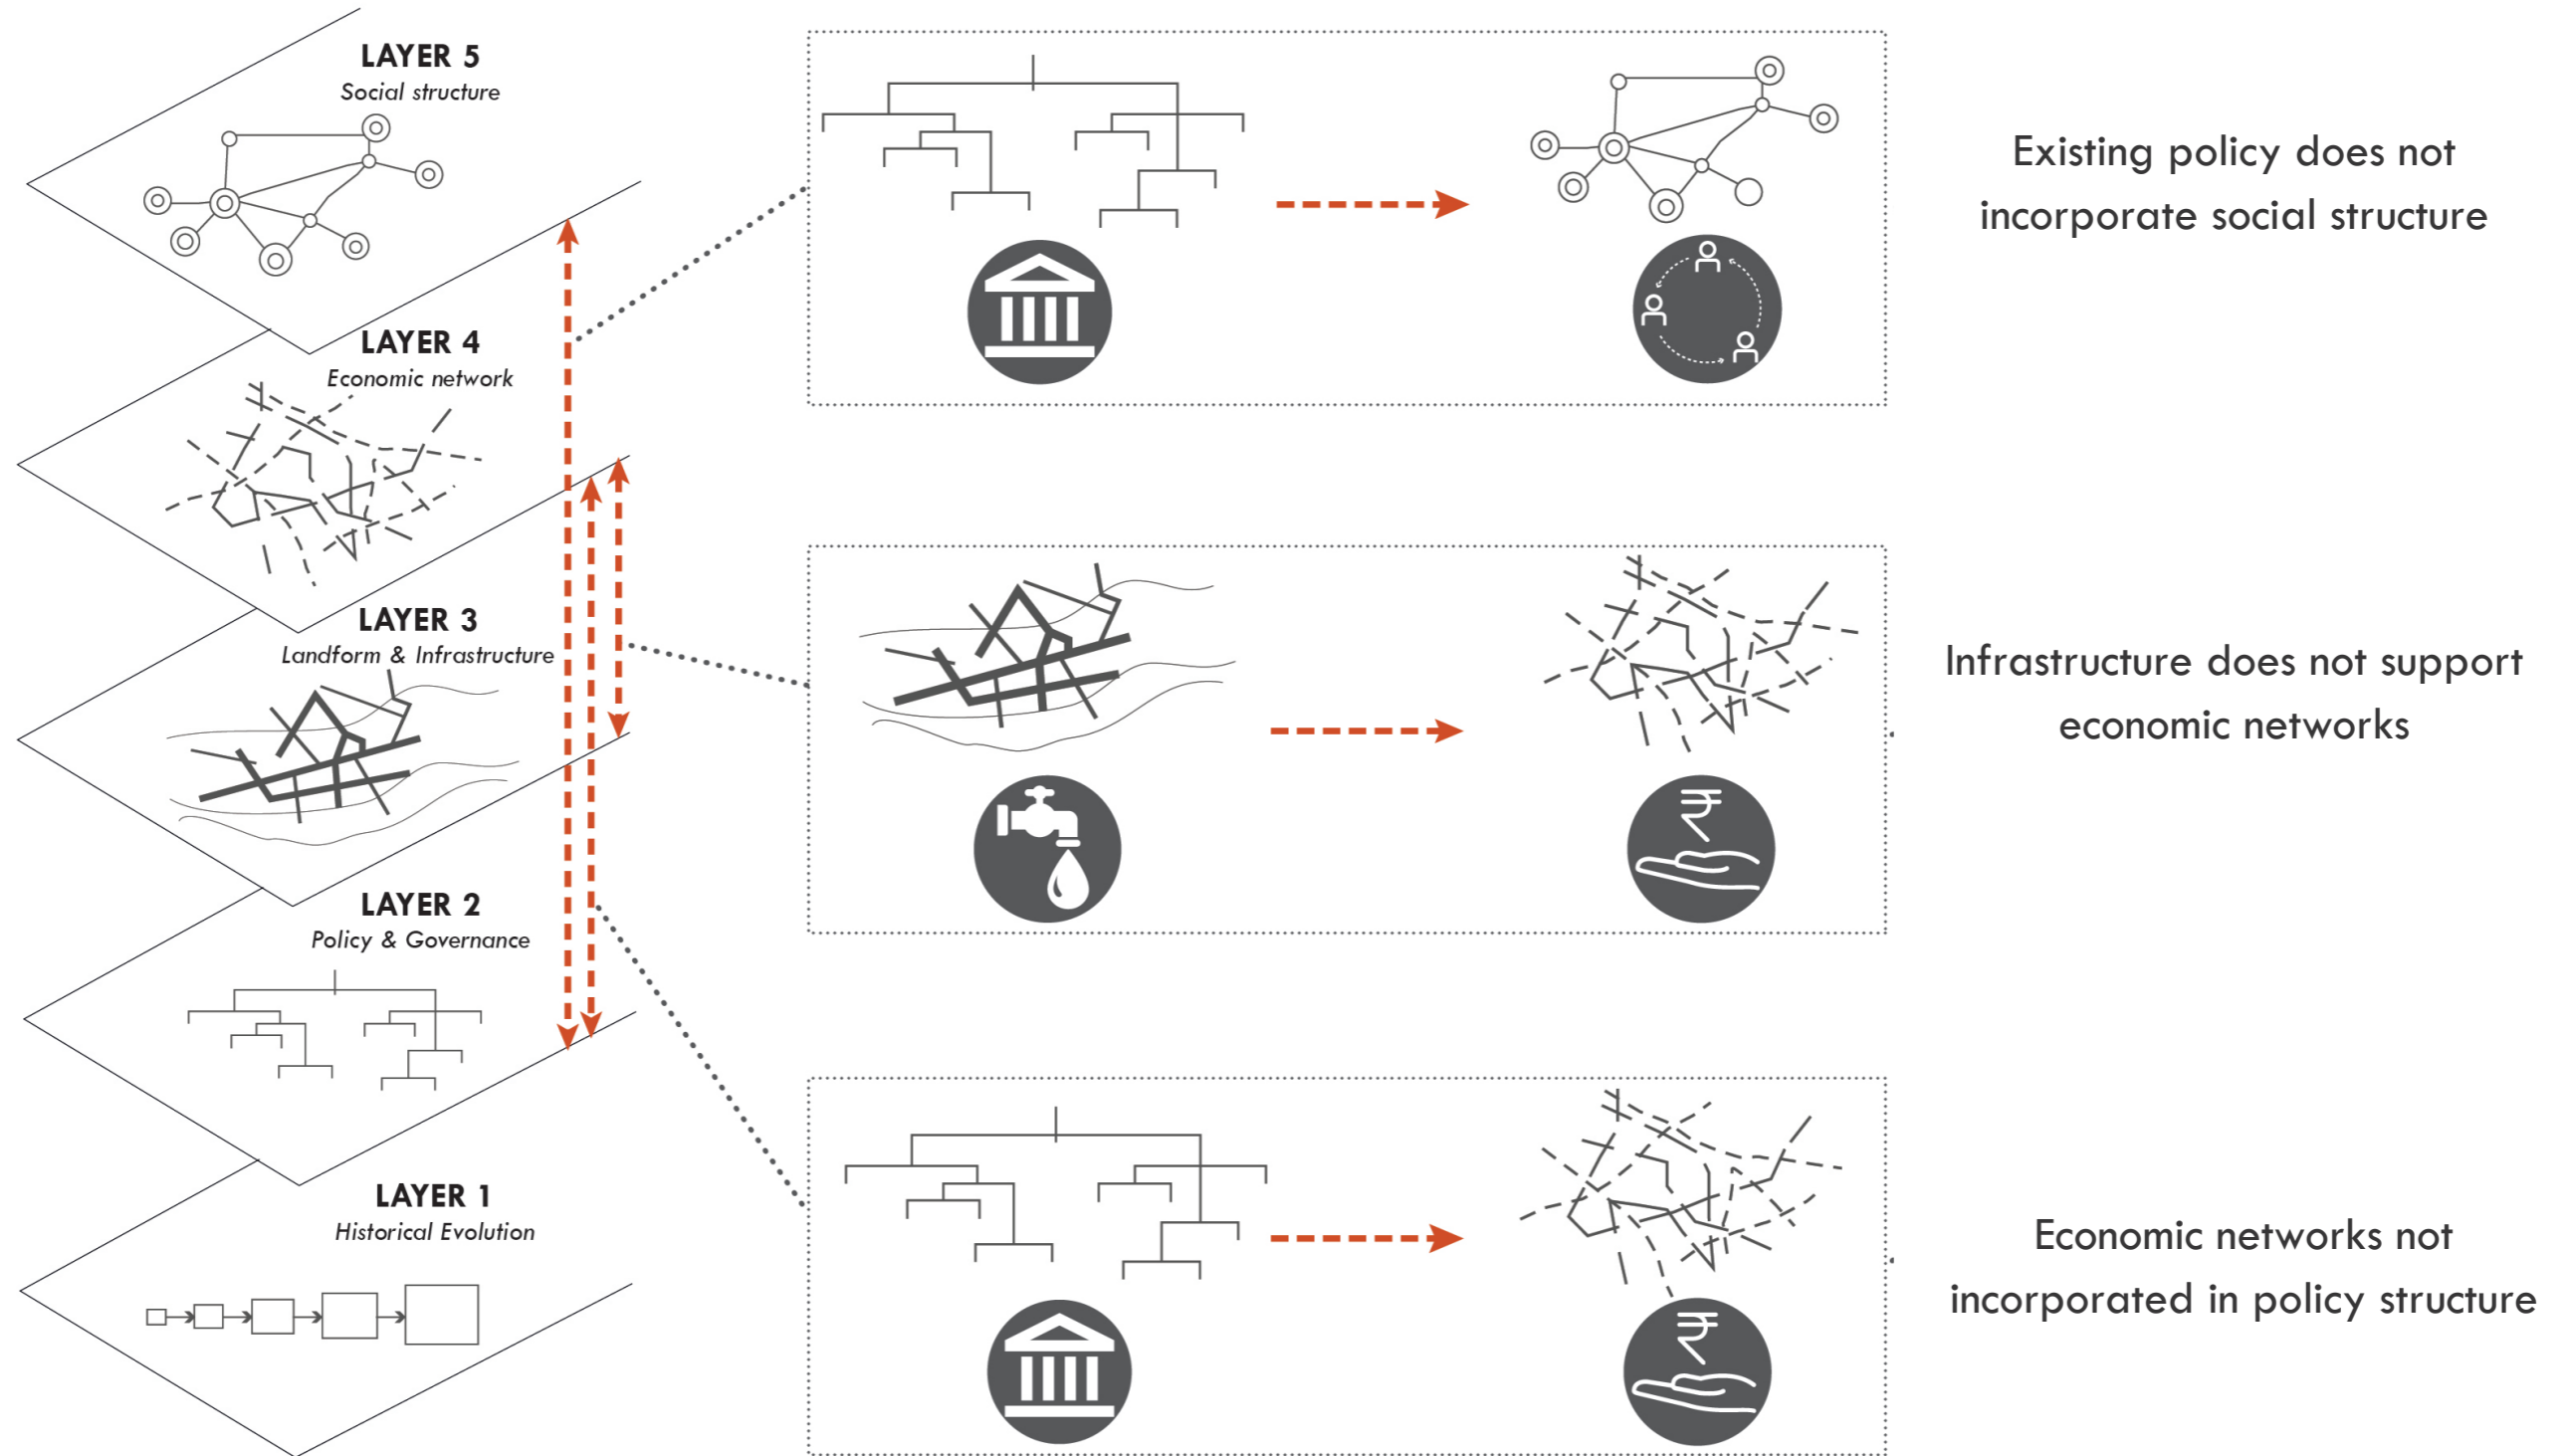 LAYER 5
Social structure
LAYER 4
Economic network
LAYER 3
Landform & Infrastructure
LAYER 2
Policy & Governance
LAYER 1
Historical Evolution
Existing policy does not
incorporate social structure
₹
Infrastructure does not support
economic networks
₹
Economic networks not
incorporated in policy structure